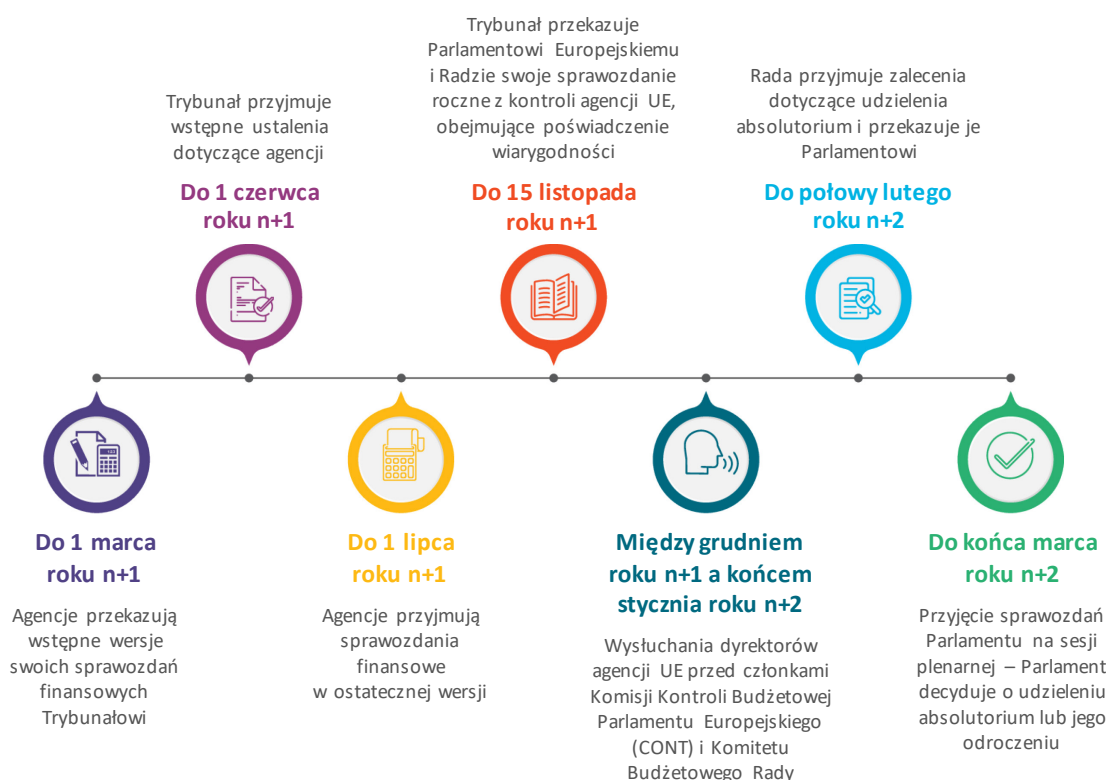 Trybunał przyjmuje
wstępne ustalenia
dotyczące agencji
Do 1 czerwca
roku n+1
Trybunał przekazuje
Parlamentowi Europejskiemu
i Radzie swoje sprawozdanie
roczne z kontroli agencji UE,
obejmujące poświadczenie
wiarygodności
Do 15 listopada
roku n+1
Rada przyjmuje zalecenia
dotyczące udzielenia
absolutorium i przekazuje je
Parlamentowi
Do połowy lutego
roku n+2
Do 1 marca
roku n+1
Agencje przekazują
wstępne wersje
swoich sprawozdań
finansowych
Trybunałowi
Do 1 lipca
roku n+1
Agencje przyjmują
sprawozdania
finansowe
w ostatecznej wersji
Między grudniem
roku n+1 a końcem
stycznia roku n+2
Wysłuchania dyrektorów
agencji UE przed członkami
Komisji Kontroli Budżetowej
Parlamentu Europejskiego
(CONT) i Komitetu
Budżetowego Rady
Do końca marca
roku n+2
Przyjęcie sprawozdań
Parlamentu na sesji
plenarnej – Parlament
decyduje o udzieleniu
absolutorium lub jego
odroczeniu